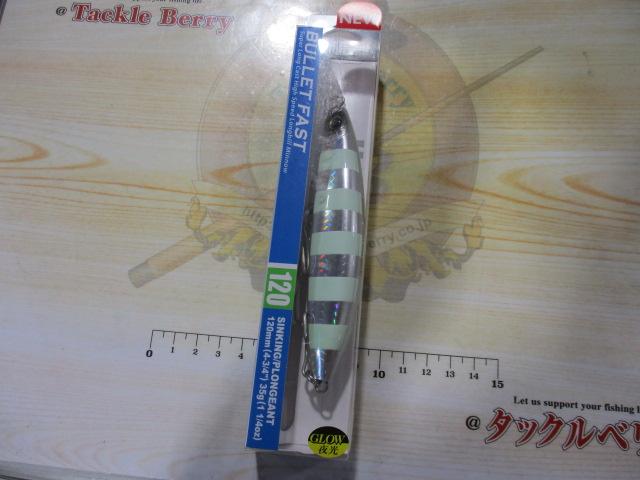 @ Tackle Berry
NEW
BULLET FAST
Super Long Cast High Speed Longbill Minnow
120
SINKING/PLONGEANT
120mm (4-3/4") 35g (1 1/4oz)
GLOW
夜光
0 1 2 3 4 5 6 11 12 13 14 15
Let us support your fishing l
@ タックルベリ